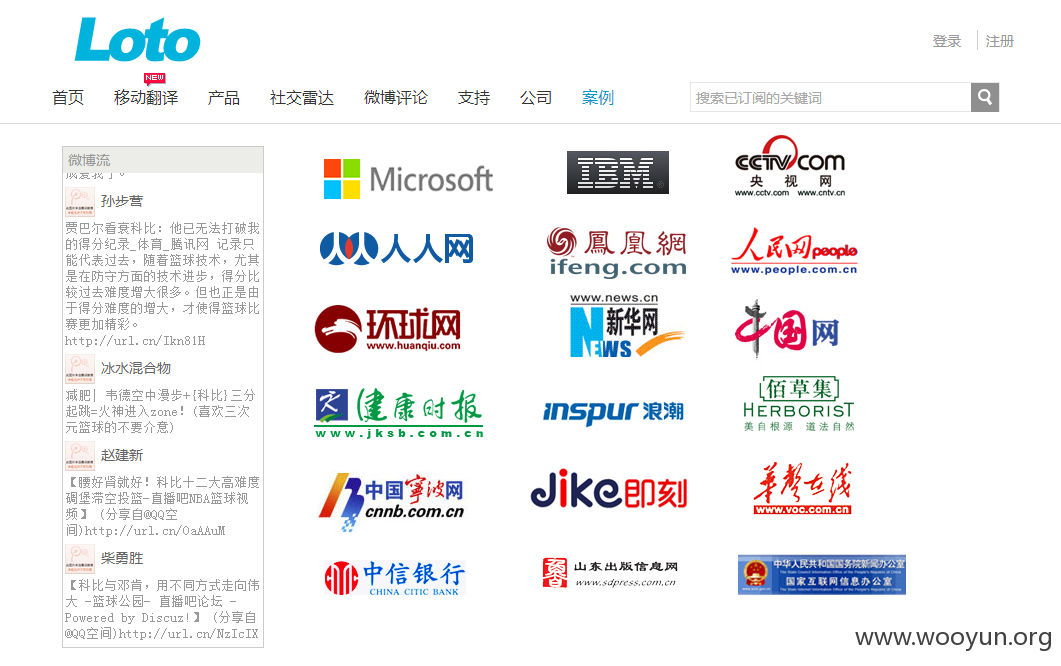 Loto
登录 注册
NEW
首页 移动翻译 产品 社交雷达 微博评论 支持 公司 案例
搜索已订阅的关键词
微博流
孙步营
贾巴尔看衰科比：他已无法打破我
的得分纪录_体育_腾讯网 记录只
能代表过去，随着篮球技术，尤其
是在防守方面的技术进步，得分比
较过去难度增大很多。但也正是由
于得分难度的增大，才使得篮球比
赛更加精彩。
http://url.cn/Ikn81H
冰水混合物
减肥| 韦德空中漫步+{科比}三分
起跳=火神进入zone！(喜欢三次
元篮球的不要介意)
赵建新
【腰好肾就好！科比十二大高难度
碉堡滞空投篮-直播吧NBA篮球视
频】 (分享自@QQ空
间)http://url.cn/OaAAuM
柴勇胜
【科比与邓肯，用不同方式走向伟
大 -篮球公园- 直播吧论坛 -
Powered by Discuz!】 (分享自
@QQ空间)http://url.cn/NzIcIX
Microsoft
IBM
CCTV.com
央视网
www.cctv.com www.cntv.cn
人人网
鳳凰網
ifeng.com
人民网 people
www.people.com.cn
环球网
www.huanqiu.com
www.news.cn
新华网
NEWS
中国网
健康时报
www.jksb.com.cn
inspur 浪潮
佰草集
HERBORIST
美自根源 道法自然
中国宁波网
cnnb.com.cn
Jike即刻
华声在线
www.voc.com.cn
中信银行
CHINA CITIC BANK
山东出版信息网
www.sdpress.com.cn
中华人民共和国国务院新闻办公室
国家互联网信息办公室
www.wooyun.org